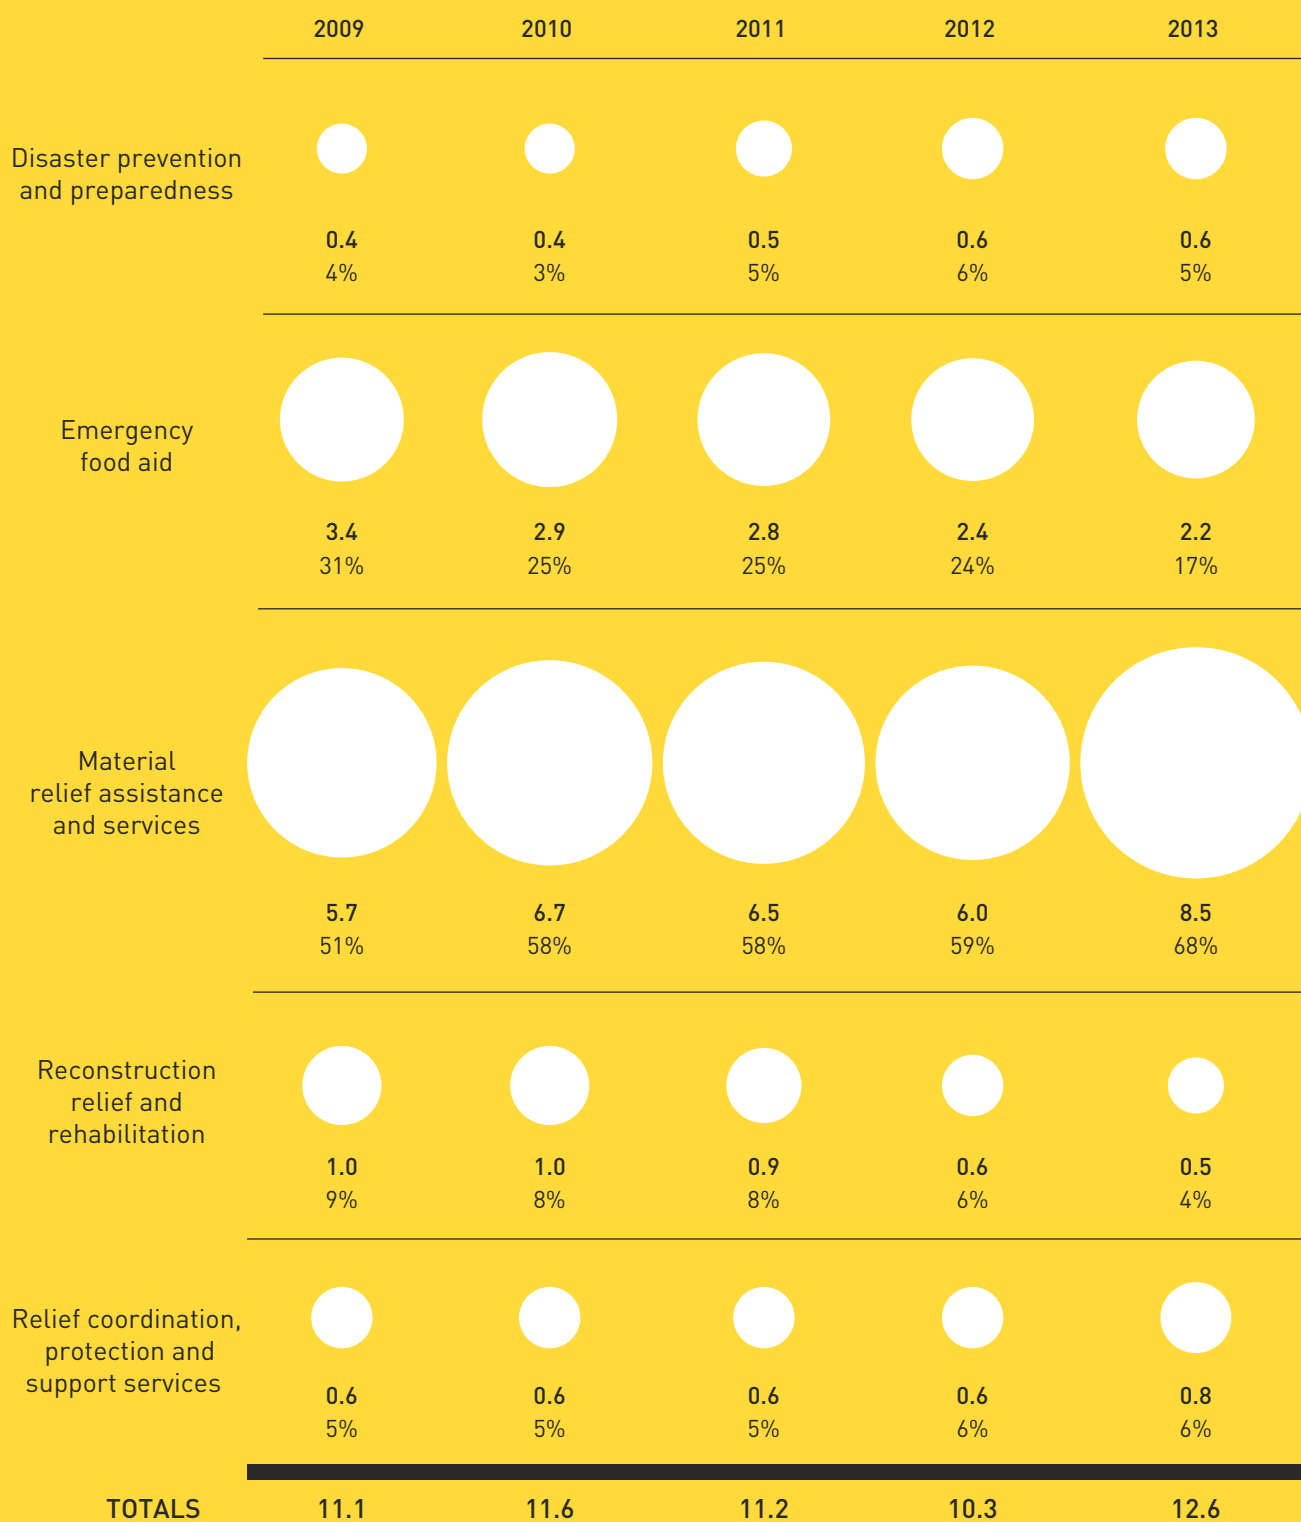 2009 2010 2011 2012 2013
Disaster prevention
and preparedness
0.4 0.4 0.5 0.6 0.6
4% 3% 5% 6% 5%
Emergency
food aid
3.4 2.9 2.8 2.4 2.2
31% 25% 25% 24% 17%
Material
relief assistance
and services
5.7 6.7 6.5 6.0 8.5
51% 58% 58% 59% 68%
Reconstruction
relief and
rehabilitation
1.0 1.0 0.9 0.6 0.5
9% 8% 8% 6% 4%
Relief coordination,
protection and
support services
0.6 0.6 0.6 0.6 0.8
5% 5% 5% 6% 6%
TOTALS 11.1 11.6 11.2 10.3 12.6